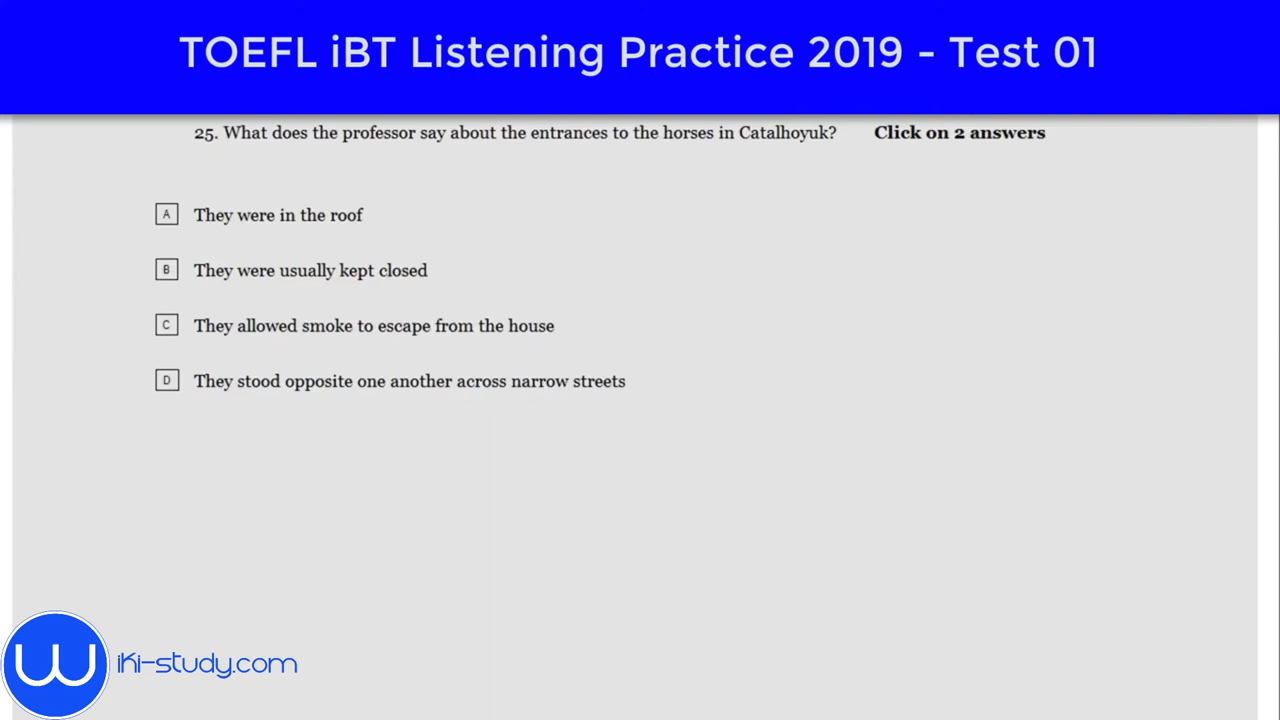 TOEFL iBT Listening Practice 2019 - Test 01
25. What does the professor say about the entrances to the horses in Catalhoyuk? Click on 2 answers
A They were in the roof
B They were usually kept closed
C They allowed smoke to escape from the house
D They stood opposite one another across narrow streets
W iki-study.com